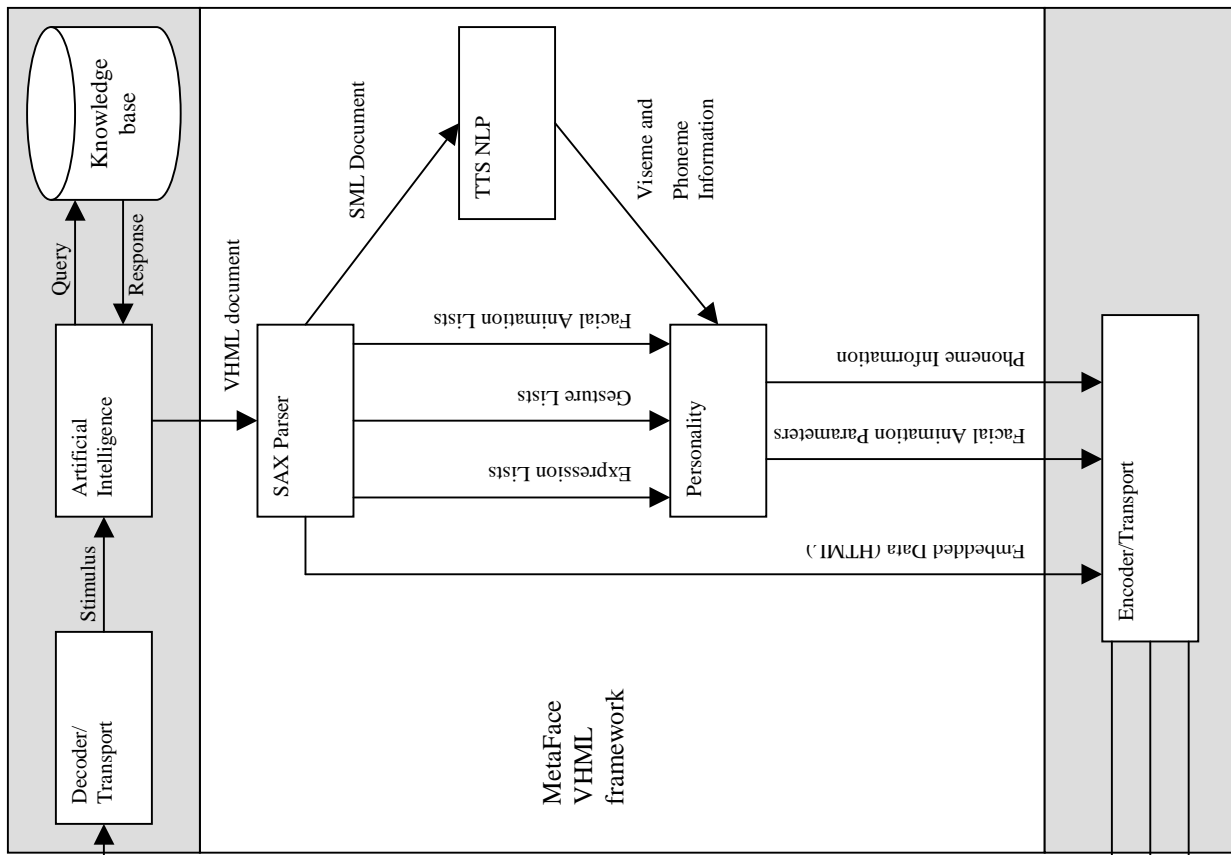 Knowledge
base
Query
Response
Artificial
Intelligence
Stimulus
Decoder/
Transport
VHML document
SML Document
TTS NLP
Viseme and
Phoneme
Information
SAX Parser
Facial Animation Lists
Gesture Lists
Expression Lists
Personality
Phoneme Information
Facial Animation Parameters
Embedded Data (HTML)
MetaFace
VHML
framework
Encoder/Transport